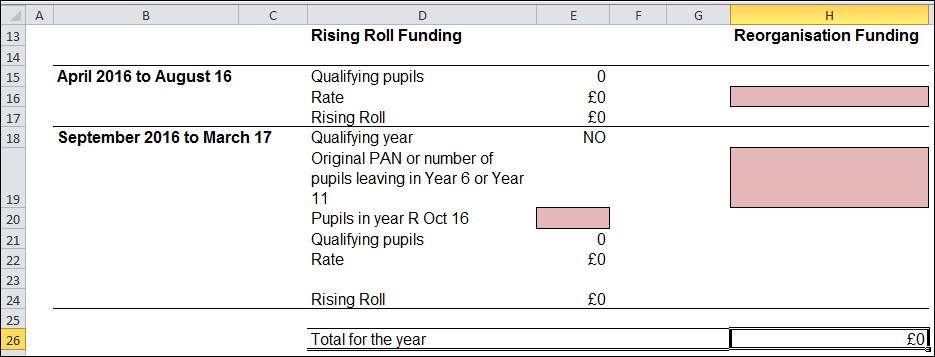 A B C D E F G H
13 Rising Roll Funding Reorganisation Funding
14
15 April 2016 to August 16 Qualifying pupils 0
16 Rate £0
17 Rising Roll £0
18 September 2016 to March 17 Qualifying year NO
Original PAN or number of
pupils leaving in Year 6 or Year
19 11
20 Pupils in year R Oct 16
21 Qualifying pupils 0
22 Rate £0
23
24 Rising Roll £0
25
26 Total for the year £0